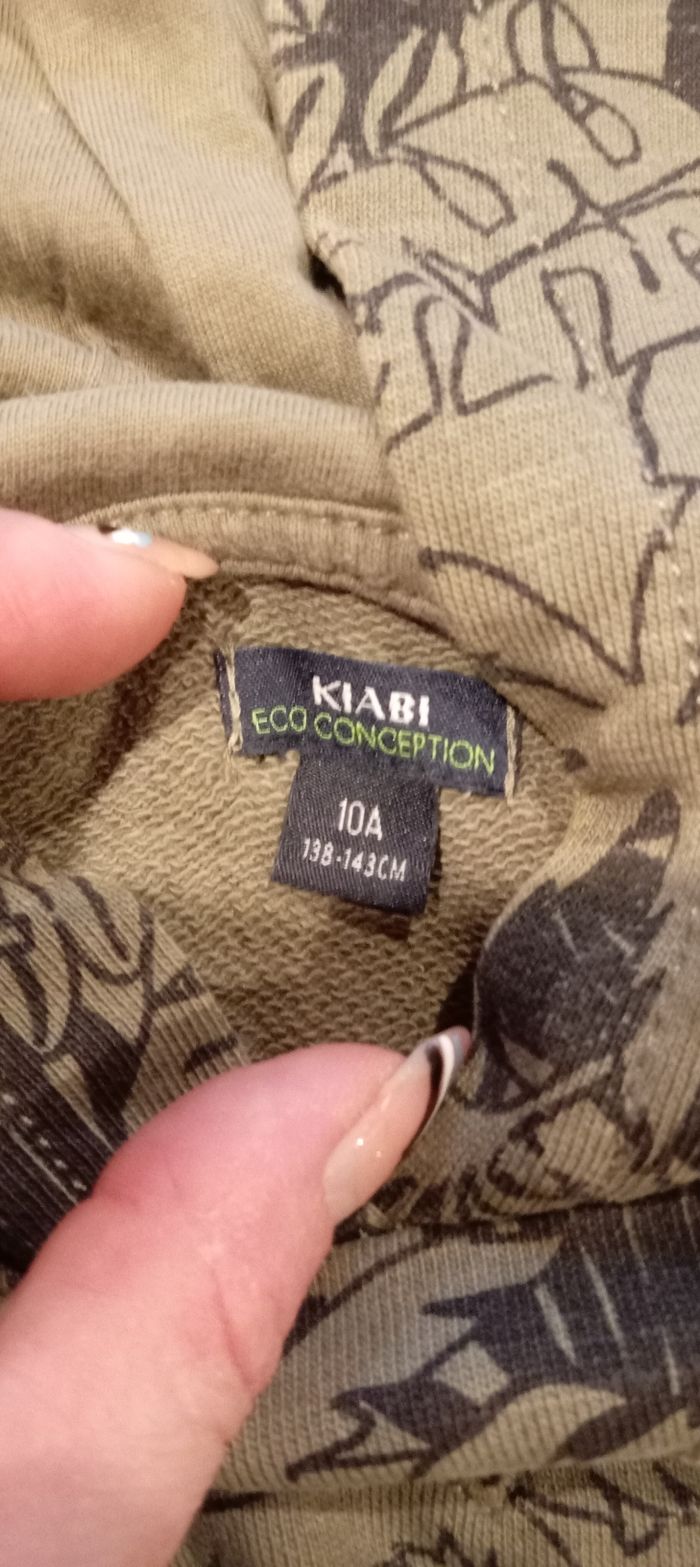 KIABI
ECO CONCEPTION
10A
138-143CM